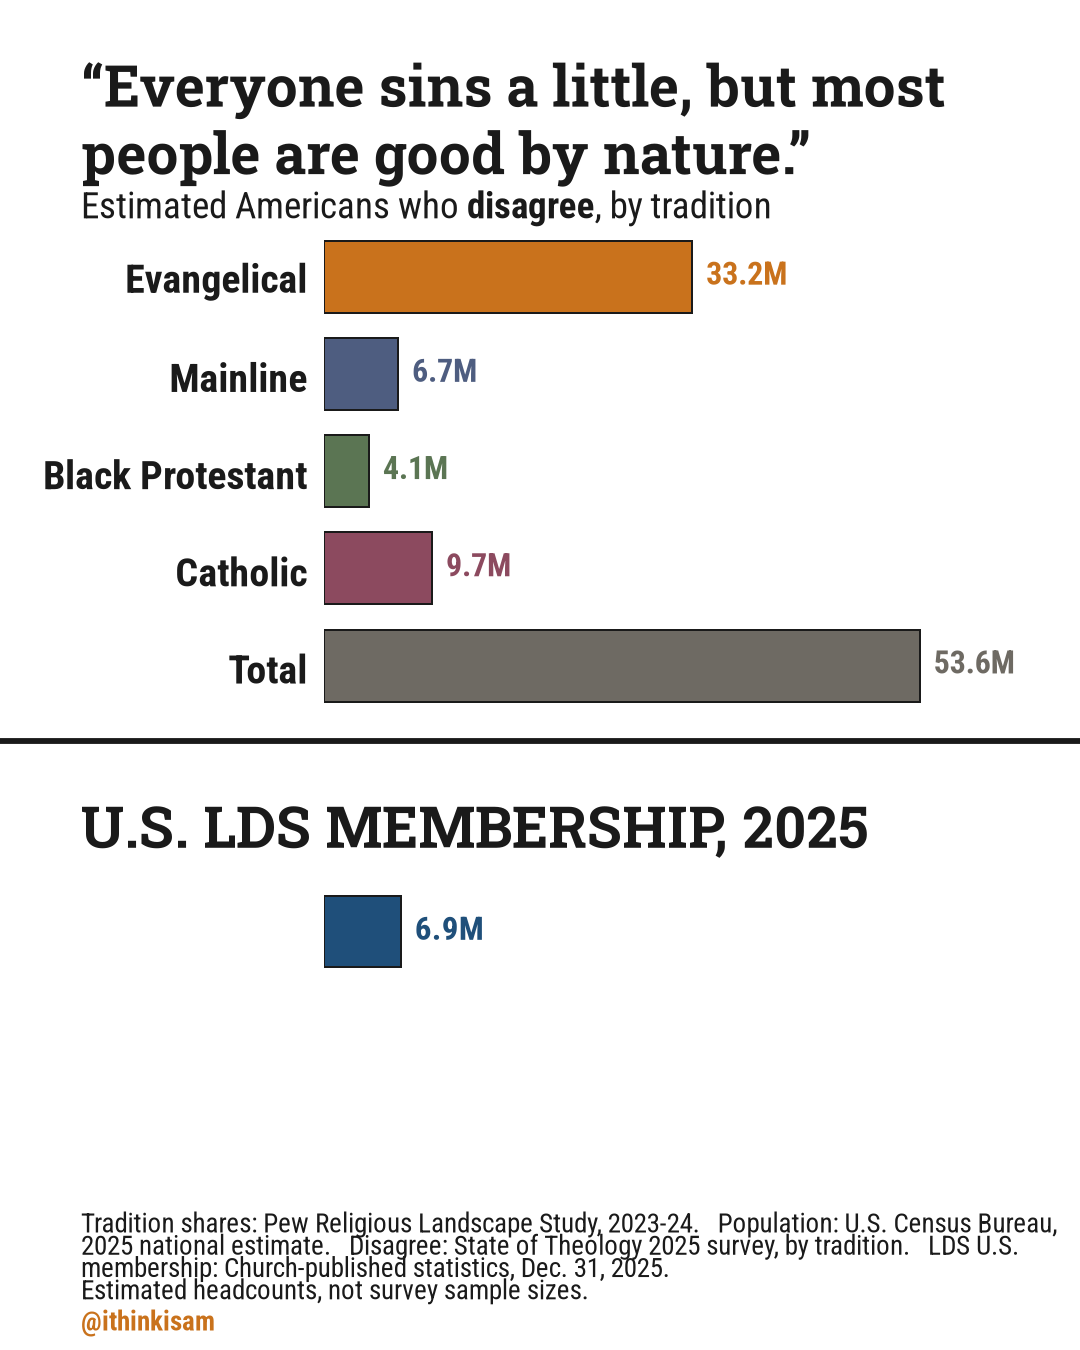 “Everyone sins a little, but most
people are good by nature.”
Estimated Americans who disagree, by tradition
Evangelical 33.2M
Mainline 6.7M
Black Protestant 4.1M
Catholic 9.7M
Total 53.6M
U.S. LDS MEMBERSHIP, 2025
6.9M
Tradition shares: Pew Religious Landscape Study, 2023-24. Population: U.S. Census Bureau,
2025 national estimate. Disagree: State of Theology 2025 survey, by tradition. LDS U.S.
membership: Church-published statistics, Dec. 31, 2025.
Estimated headcounts, not survey sample sizes.
@ithinkisam